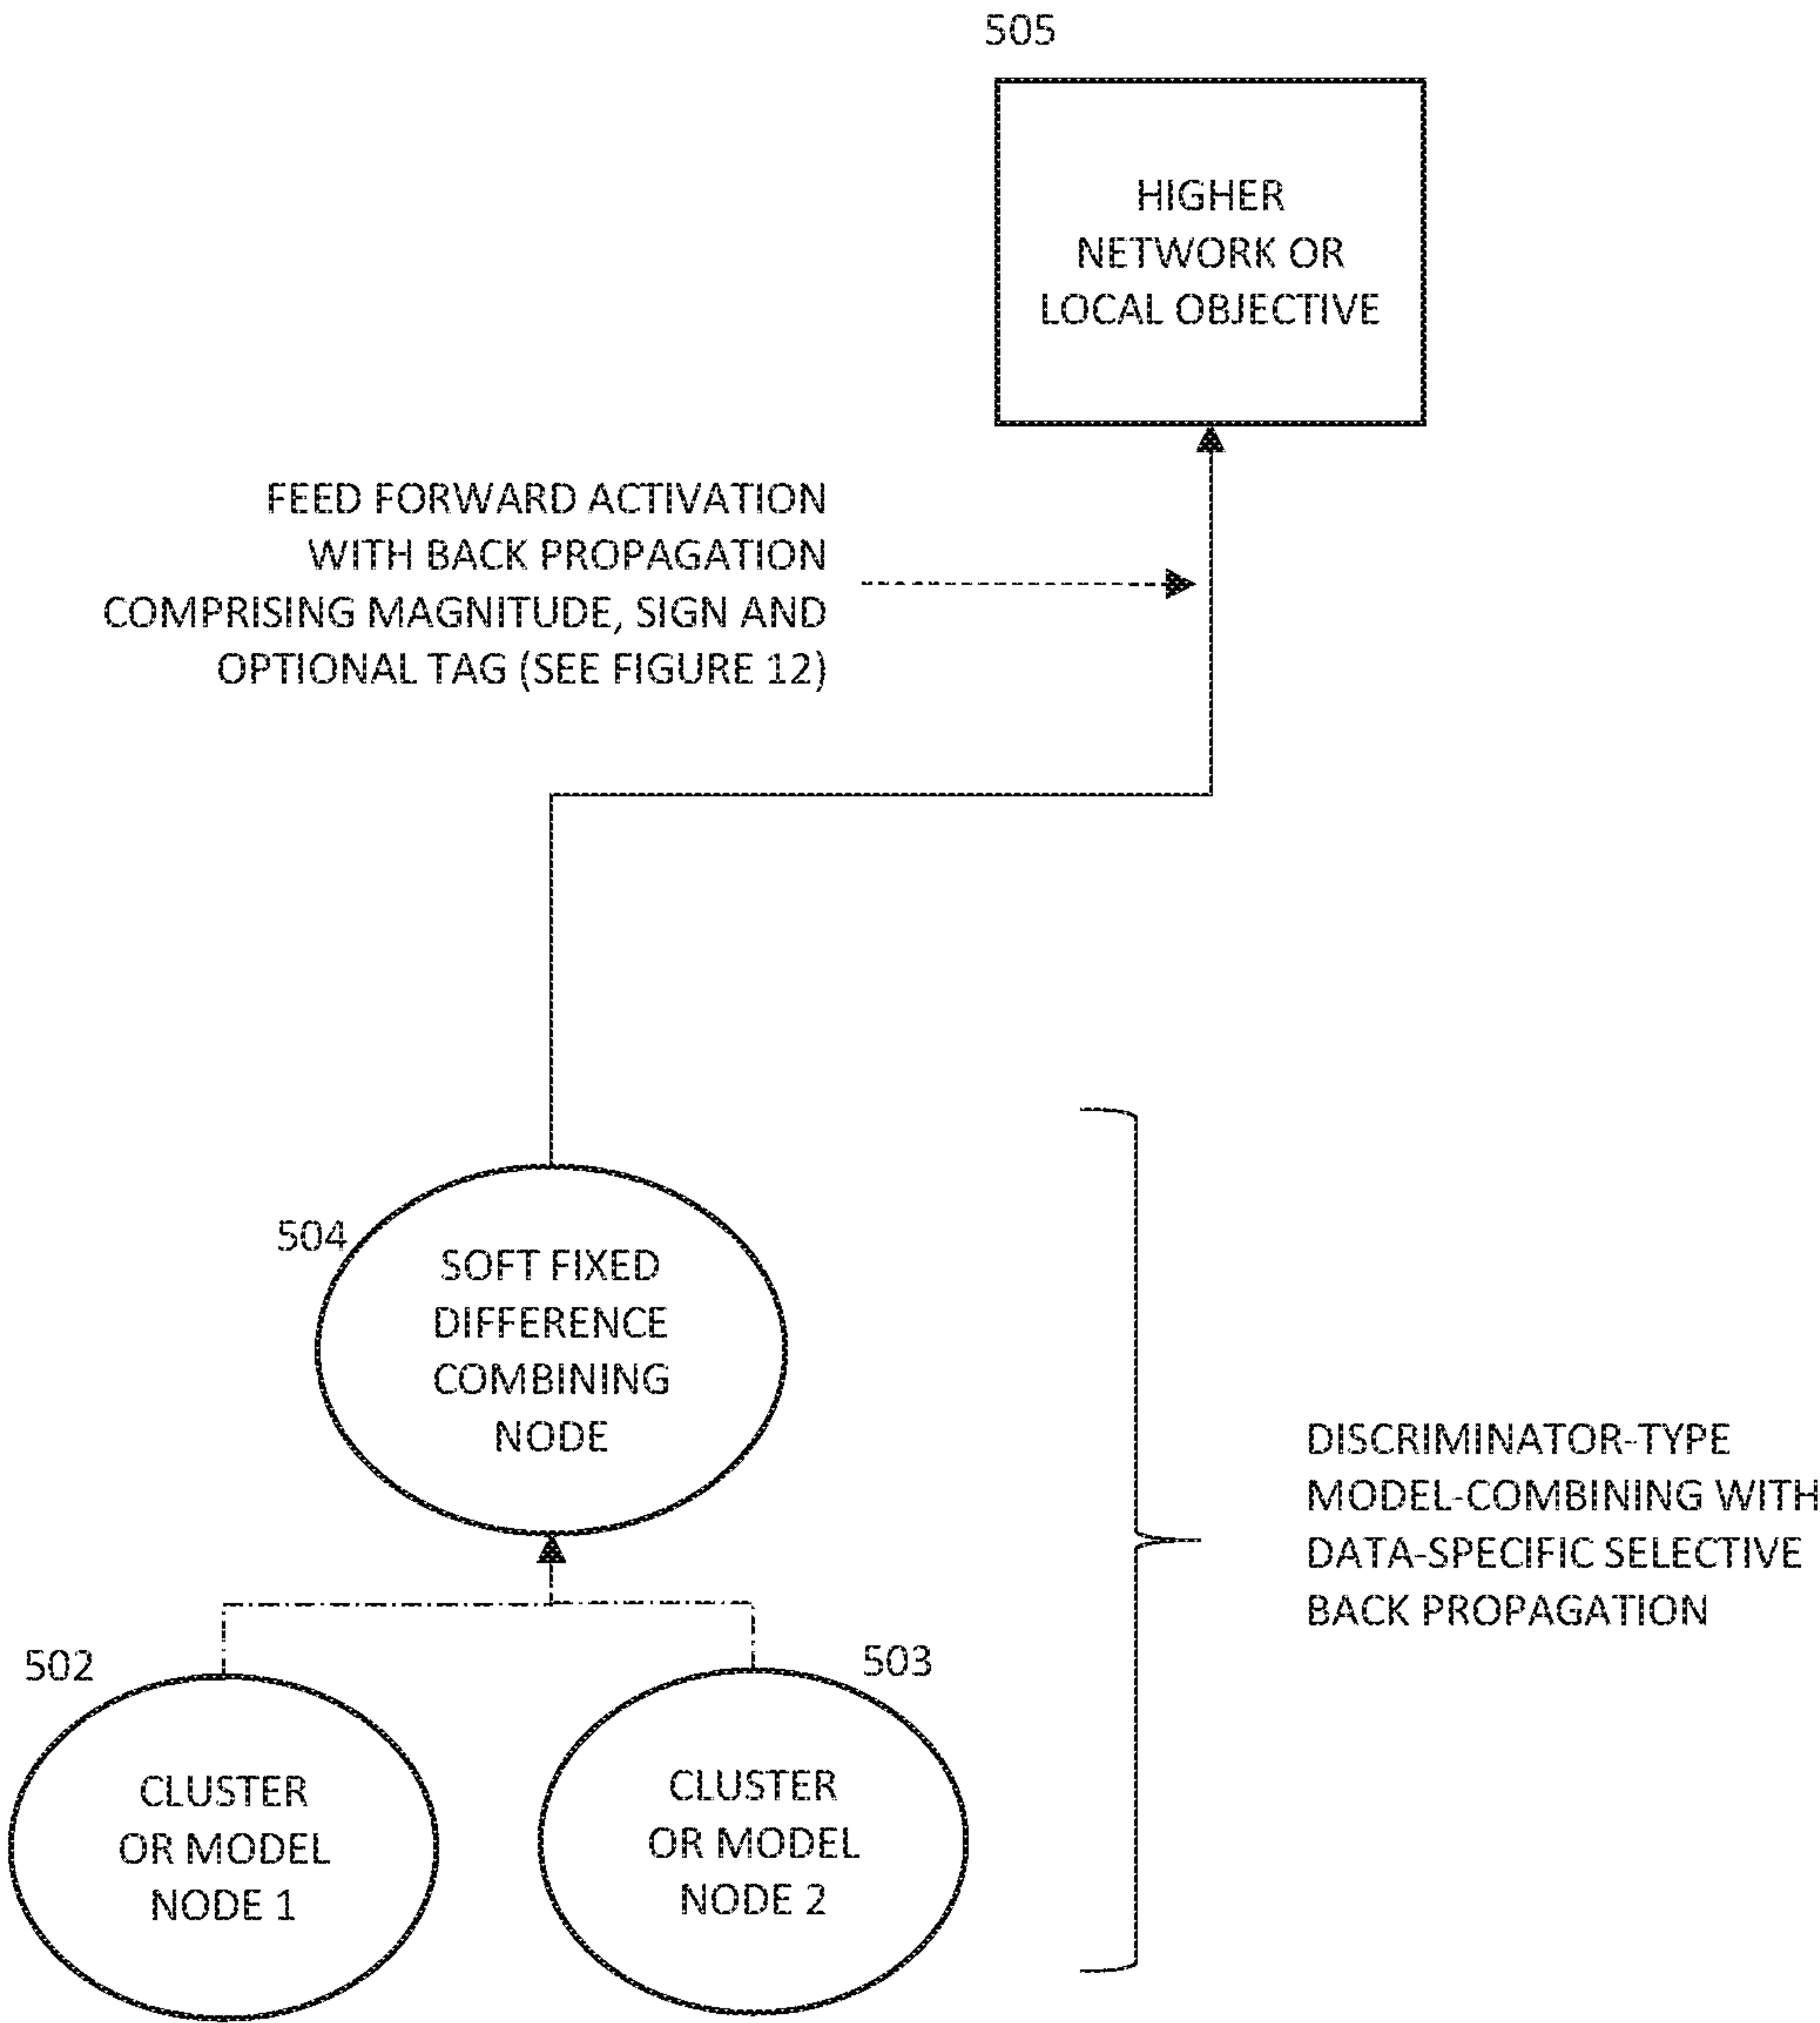 505
HIGHER
NETWORK OR
LOCAL OBJECTIVE
FEED FORWARD ACTIVATION
WITH BACK PROPAGATION
COMPRISING MAGNITUDE, SIGN AND
OPTIONAL TAG (SEE FIGURE 12)
504
SOFT FIXED
DIFFERENCE
COMBINING
NODE
DISCRIMINATOR-TYPE
MODEL-COMBINING WITH
DATA-SPECIFIC SELECTIVE
BACK PROPAGATION
502
CLUSTER
OR MODEL
NODE 1
503
CLUSTER
OR MODEL
NODE 2